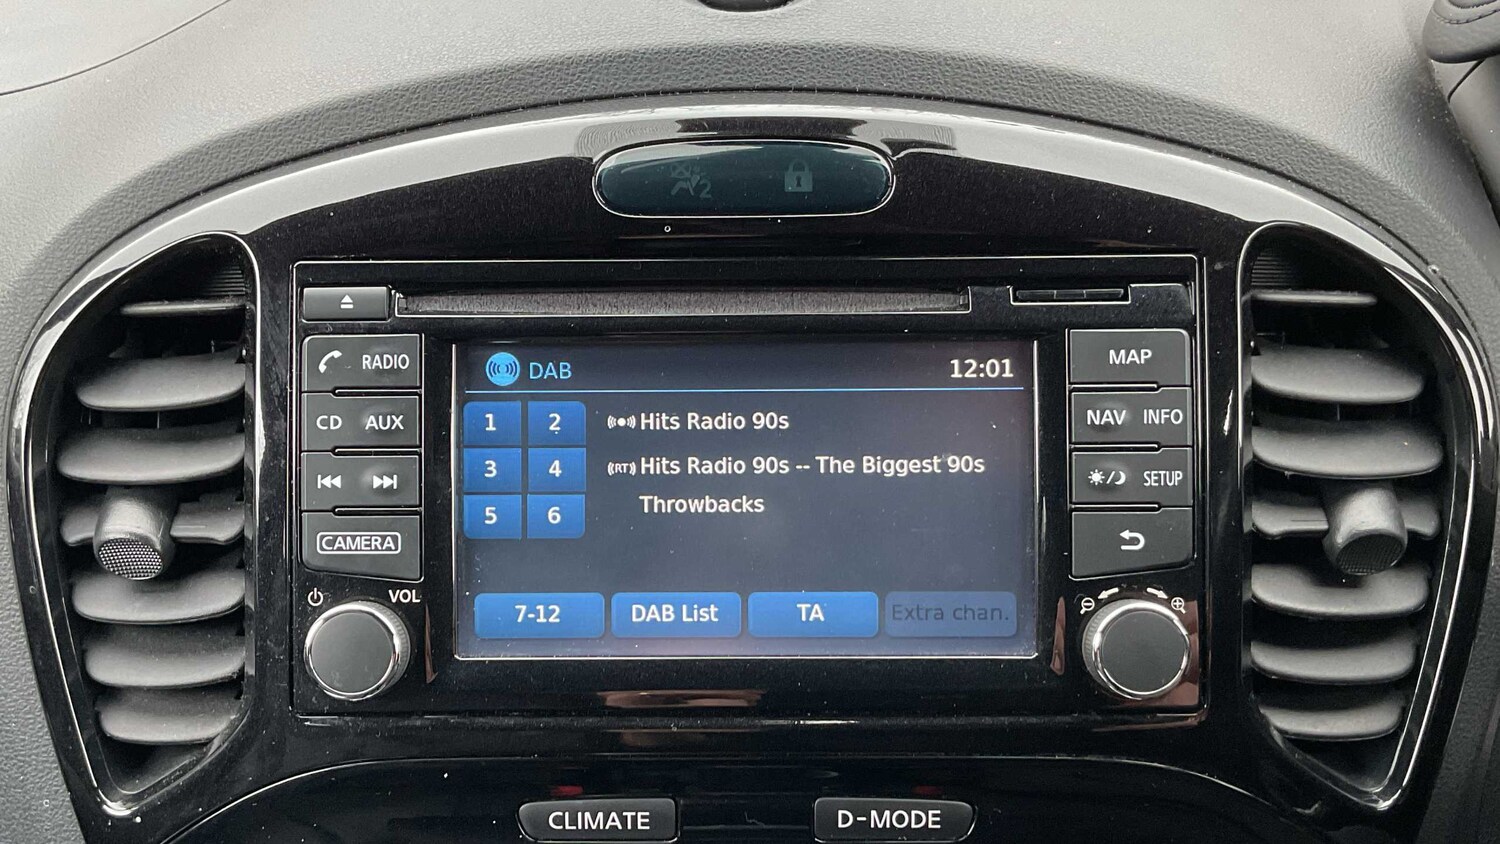 2
RADIO
CD AUX
CAMERA
VOL
DAB 12:01
1 2
3 4
5 6
Hits Radio 90s
RT Hits Radio 90s -- The Biggest 90s
Throwbacks
7-12 DAB List TA Extra chan.
MAP
NAV INFO
SETUP
CLIMATE D-MODE